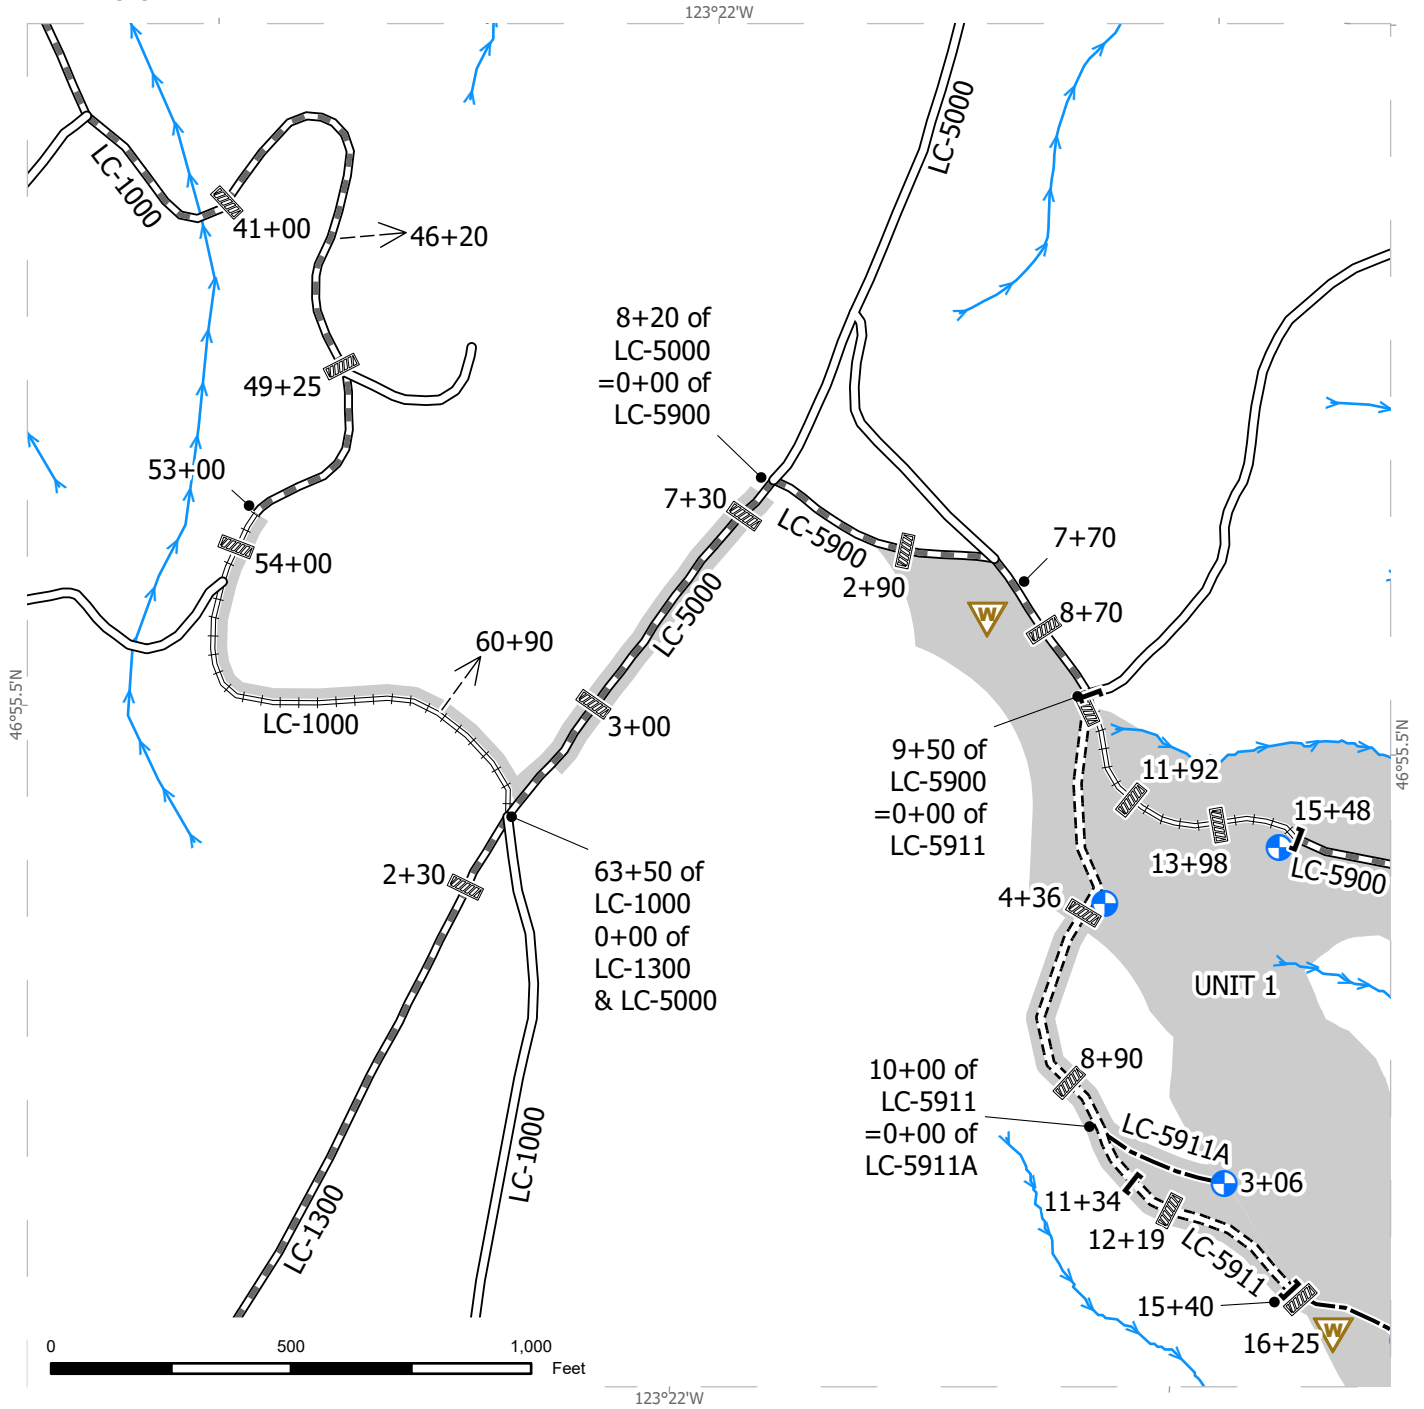 123°22'W
LC-5000
LC-1000
41+00
46+20
8+20 of
LC-5000
=0+00 of
LC-5900
49+25
53+00
7+30
LC-5900
7+70
54+00
2+90
W
8+70
LC-5000
60+90
46°55.5'N
LC-1000
3+00
9+50 of
LC-5900
=0+00 of
LC-5911
46°55.5'N
11+92
15+48
13+98
LC-5900
2+30
63+50 of
LC-1000
0+00 of
LC-1300
& LC-5000
4+36
UNIT 1
8+90
10+00 of
LC-5911
=0+00 of
LC-5911A
LC-5911A
LC-1000
3+06
11+34
12+19
LC-1300
LC-5911
15+40
W
16+25
0
500
1,000
Feet
123°22'W